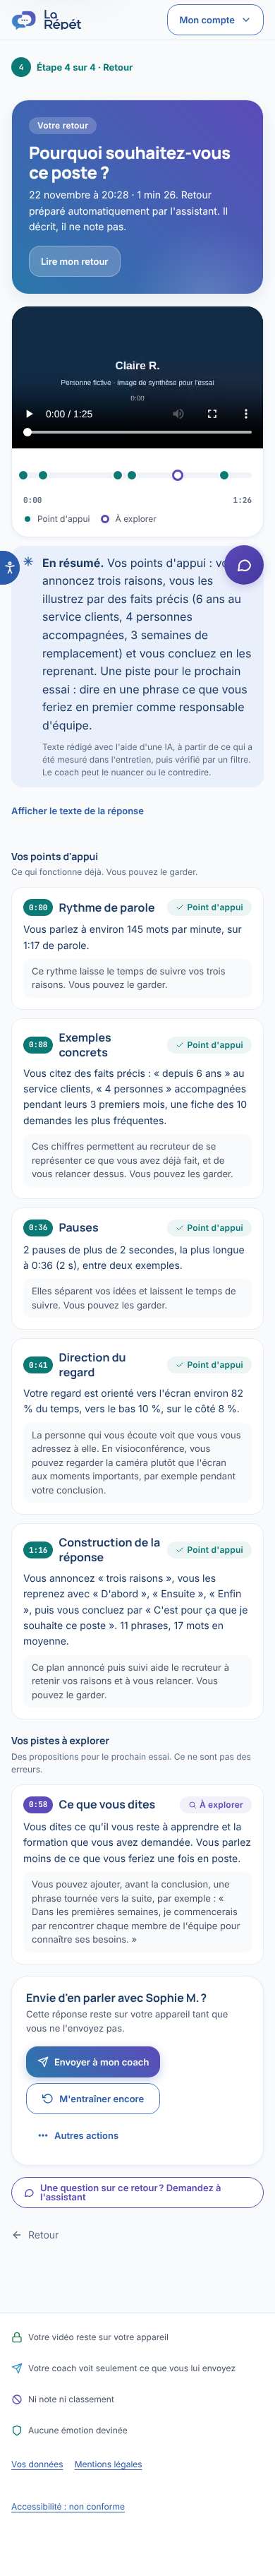 La
Répét
Mon compte
4
Étape 4 sur 4 · Retour
Votre retour
Pourquoi souhaitez-vous
ce poste ?
22 novembre à 20:28 · 1 min 26. Retour
préparé automatiquement par l'assistant. Il
décrit, il ne note pas.
Lire mon retour
Claire R.
Personne fictive · image de synthèse pour l'essai
0:00
0:00 / 1:25
0:00
1:26
Point d'appui
À explorer
En résumé. Vos points d'appui :
annoncez trois raisons, vous les
illustrez par des faits précis (6 ans au
service clients, 4 personnes
accompagnées, 3 semaines de
remplacement) et vous concluez en les
reprenant. Une piste pour le prochain
essai : dire en une phrase ce que vous
feriez en premier comme responsable
d'équipe.
Texte rédigé avec l'aide d'une IA, à partir de ce qui a
été mesuré dans l'entretien, puis vérifié par un filtre.
Le coach peut le nuancer ou le contredire.
Afficher le texte de la réponse
Vos points d'appui
Ce qui fonctionne déjà. Vous pouvez le garder.
0:00
Rythme de parole
Point d'appui
Vous parlez à environ 145 mots par minute, sur
1:17 de parole.
Ce rythme laisse le temps de suivre vos trois
raisons. Vous pouvez le garder.
0:08
Exemples
concrets
Point d'appui
Vous citez des faits précis : « depuis 6 ans » au
service clients, « 4 personnes » accompagnées
pendant leurs 3 premiers mois, une fiche des 10
demandes les plus fréquentes.
Ces chiffres permettent au recruteur de se
représenter ce que vous avez déjà fait, et de
vous relancer dessus. Vous pouvez les garder.
0:36
Pauses
Point d'appui
2 pauses de plus de 2 secondes, la plus longue
à 0:36 (2 s), entre deux exemples.
Elles séparent vos idées et laissent le temps de
suivre. Vous pouvez les garder.
0:41
Direction du
regard
Point d'appui
Votre regard est orienté vers l'écran environ 82
% du temps, vers le bas 10 %, sur le côté 8 %.
La personne qui vous écoute voit que vous vous
adressez à elle. En visioconférence, vous
pouvez regarder la caméra plutôt que l'écran
aux moments importants, par exemple pendant
votre conclusion.
1:16
Construction de la
réponse
Point d'appui
Vous annoncez « trois raisons », vous les
reprenez avec « D'abord », « Ensuite », « Enfin
», puis vous concluez par « C'est pour ça que je
souhaite ce poste ». 11 phrases, 17 mots en
moyenne.
Ce plan annoncé puis suivi aide le recruteur à
retenir vos raisons et à vous relancer. Vous
pouvez le garder.
Vos pistes à explorer
Des propositions pour le prochain essai. Ce ne sont pas des
erreurs.
0:58
Ce que vous dites
À explorer
Vous dites ce qu'il vous reste à apprendre et la
formation que vous avez demandée. Vous parlez
moins de ce que vous feriez une fois en poste.
Vous pouvez ajouter, avant la conclusion, une
phrase tournée vers la suite, par exemple : «
Dans les premières semaines, je commencerais
par rencontrer chaque membre de l'équipe pour
connaître ses besoins. »
Envie d'en parler avec Sophie M. ?
Cette réponse reste sur votre appareil tant que
vous ne l'envoyez pas.
Envoyer à mon coach
M'entraîner encore
Autres actions
Une question sur ce retour ? Demandez à
l'assistant
Retour
Votre vidéo reste sur votre appareil
Votre coach voit seulement ce que vous lui envoyez
Ni note ni classement
Aucune émotion devinée
Vos données
Mentions légales
Accessibilité : non conforme